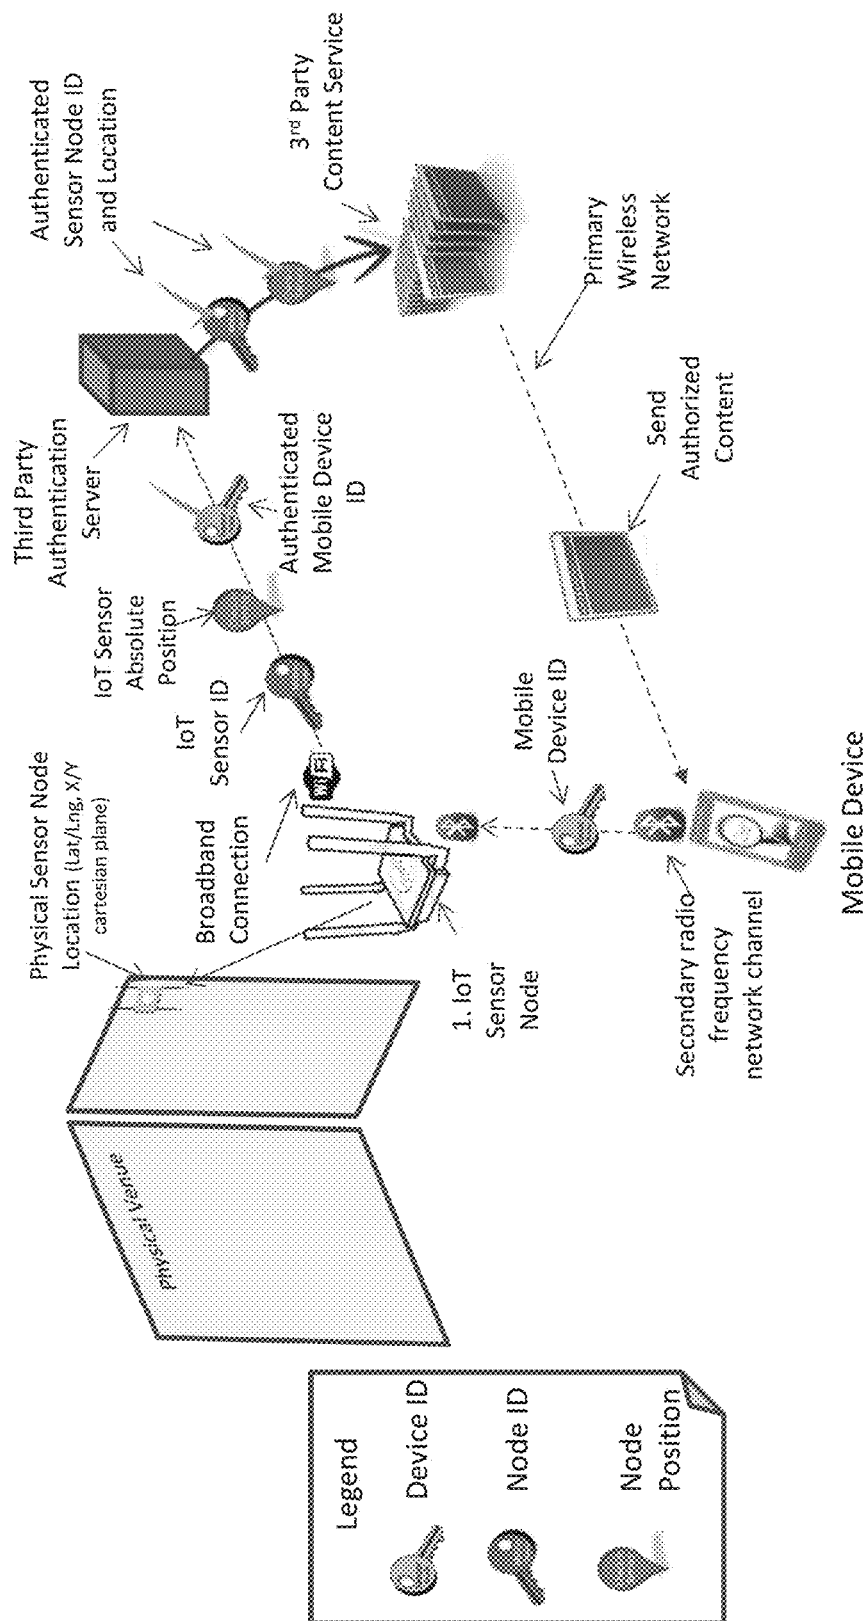 Legend
Device ID
Node ID
Node
Position
Physical Venue
Physical Sensor Node
Location (Lat/Lng, X/Y
cartesian plane)
Broadband
Connection
Wi Fi
IoT
Sensor ID
IoT Sensor
Absolute
Position
Third Party
Authentication
Server
Authenticated
Mobile Device
ID
Authenticated
Sensor Node ID
and Location
3rd Party
Content Service
1. IoT
Sensor
Node
Mobile
Device ID
Secondary radio
frequency
network channel
Mobile Device
Send
Authorized
Content
Primary
Wireless
Network